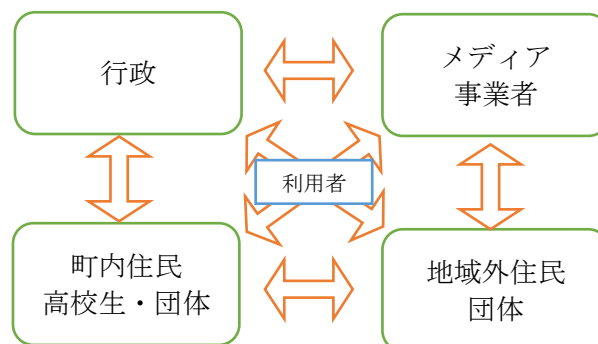 行政
メディア
事業者
利用者
町内住民
高校生・団体
地域外住民
団体